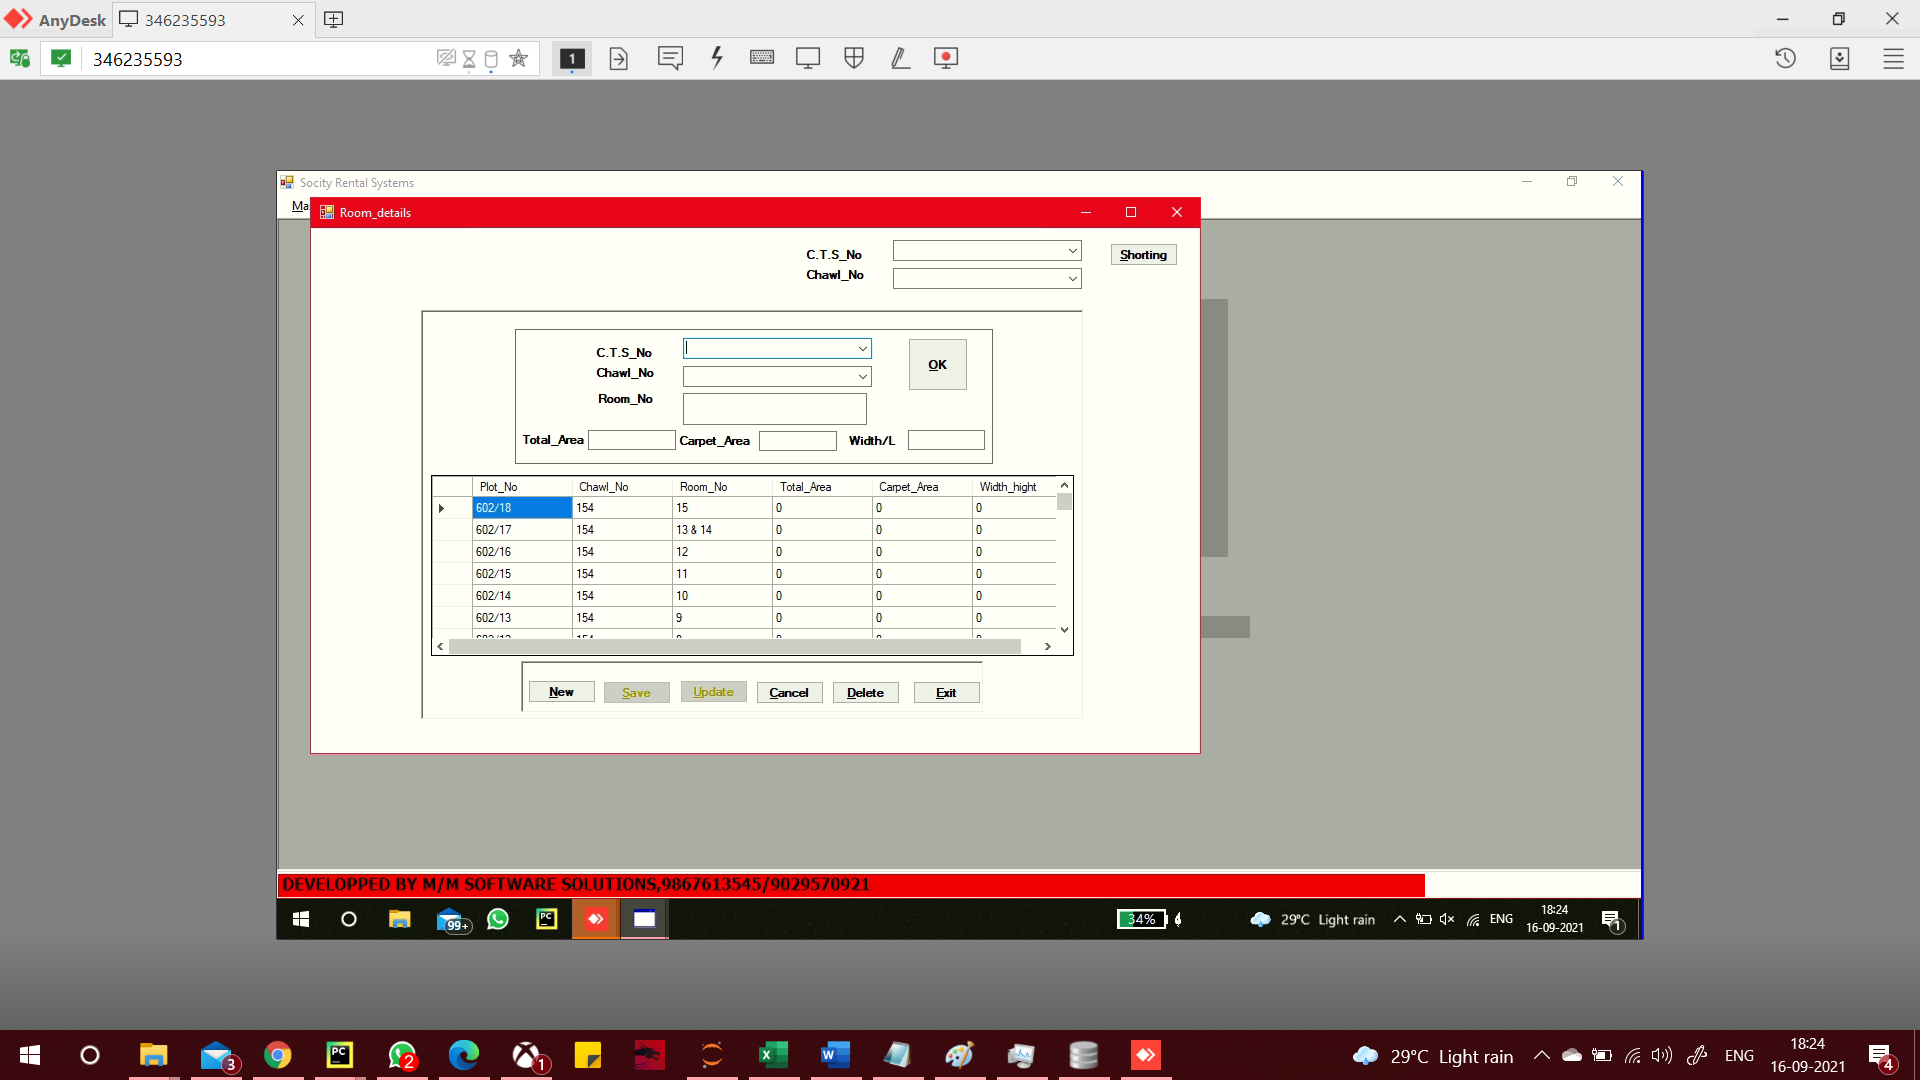 AnyDesk 346235593
346235593 1
Socity Rental Systems
Ma
Room_details
C.T.S_No Shorting
Chawl_No
C.T.S_No
Chawl_No OK
Room_No
Total_Area Carpet_Area Width/L
Plot_No Chawl_No Room_No Total_Area Carpet_Area Width_hight
602/18 154 15 0 0 0
602/17 154 13 & 14 0 0 0
602/16 154 12 0 0 0
602/15 154 11 0 0 0
602/14 154 10 0 0 0
602/13 154 9 0 0 0
New Save Update Cancel Delete Exit
DEVELOPPED BY M/M SOFTWARE SOLUTIONS,9867613545/9029570921
99+ PC 34% 29°C Light rain ENG 18:24
16-09-2021 1
3 PC 2 1 29°C Light rain ENG 18:24
16-09-2021 4